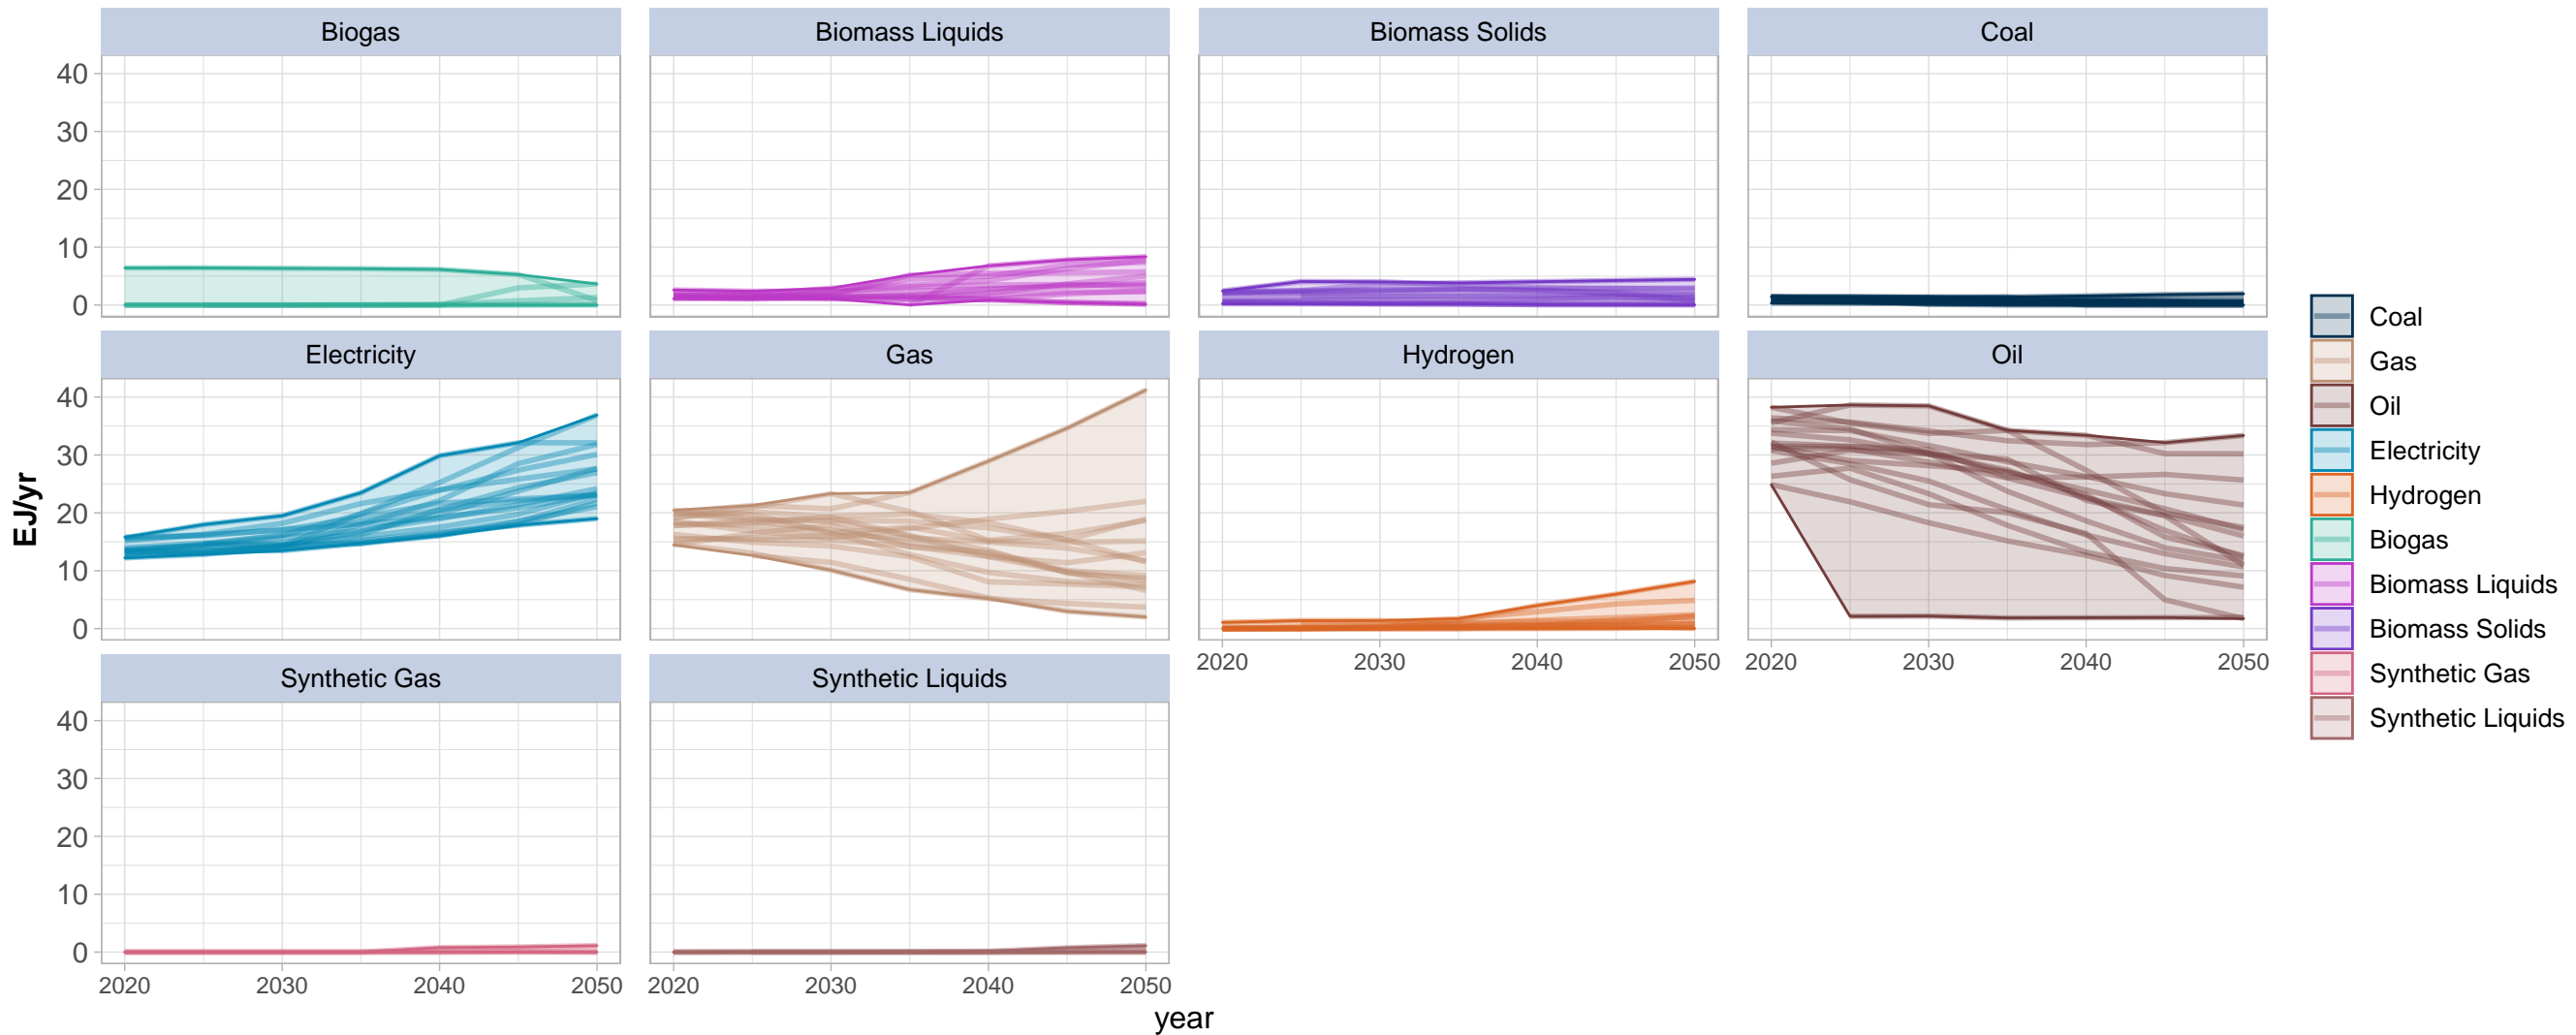 Biogas
Biomass Liquids
Biomass Solids
Coal
40
30
20
10
0
Electricity
Gas
Hydrogen
Oil
40
30
20
10
0
2020
2030
2040
2050
2020
2030
2040
2050
Synthetic Gas
Synthetic Liquids
40
30
20
10
0
2020
2030
2040
2050
2020
2030
2040
2050
EJ/yr
year
Coal
Gas
Oil
Electricity
Hydrogen
Biogas
Biomass Liquids
Biomass Solids
Synthetic Gas
Synthetic Liquids